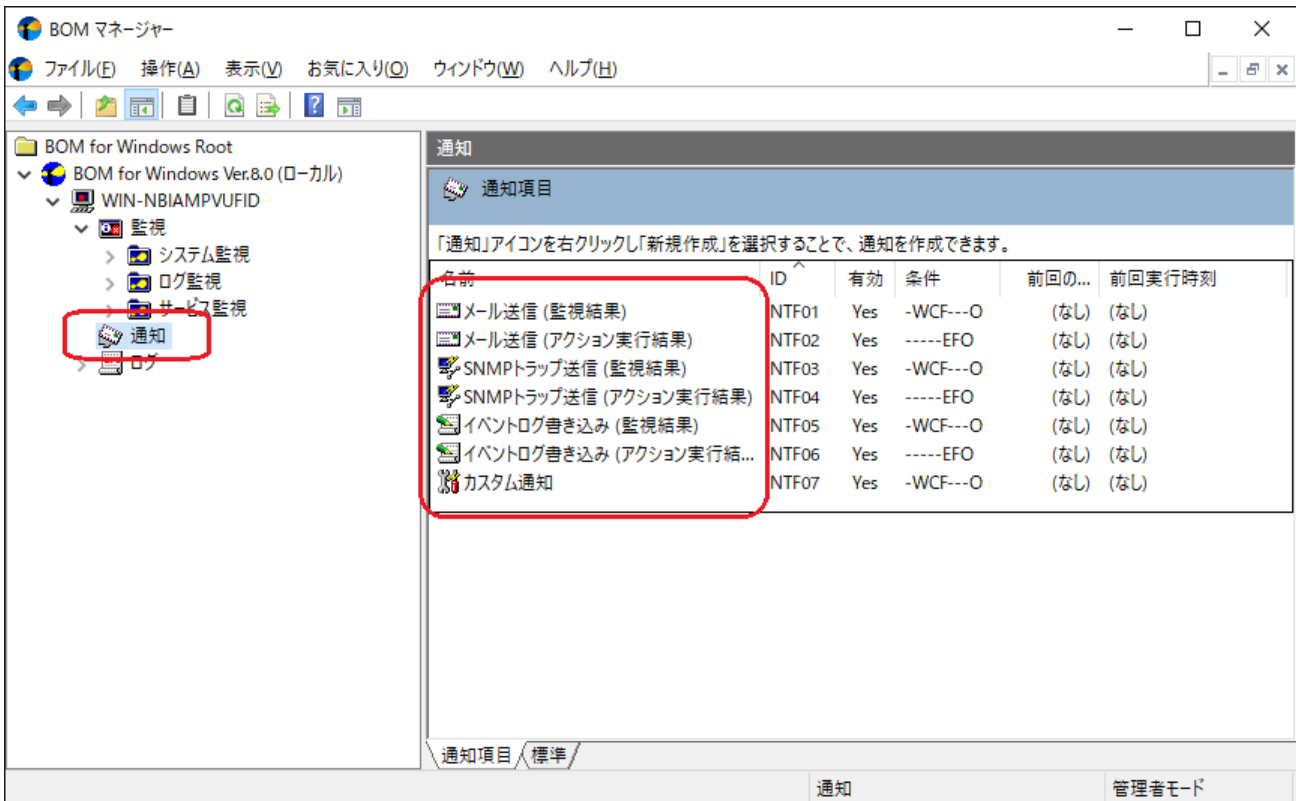 BOM マネージャー
ファイル(F) 操作(A) 表示(V) お気に入り(O) ウィンドウ(W) ヘルプ(H)
BOM for Windows Root
BOM for Windows Ver.8.0 (ローカル)
WIN-NBIAMPVUFID
監視
システム監視
ログ監視
サービス監視
通知
ログ
通知
通知項目
「通知」アイコンを右クリックし「新規作成」を選択することで、通知を作成できます。
名前 ID 有効 条件 前回の... 前回実行時刻
メール送信 (監視結果) NTF01 Yes -WCF---O (なし) (なし)
メール送信 (アクション実行結果) NTF02 Yes -----EFO (なし) (なし)
SNMPトラップ送信 (監視結果) NTF03 Yes -WCF---O (なし) (なし)
SNMPトラップ送信 (アクション実行結果) NTF04 Yes -----EFO (なし) (なし)
イベントログ書き込み (監視結果) NTF05 Yes -WCF---O (なし) (なし)
イベントログ書き込み (アクション実行結... NTF06 Yes -----EFO (なし) (なし)
カスタム通知 NTF07 Yes -WCF---O (なし) (なし)
通知項目 標準
通知 管理者モード